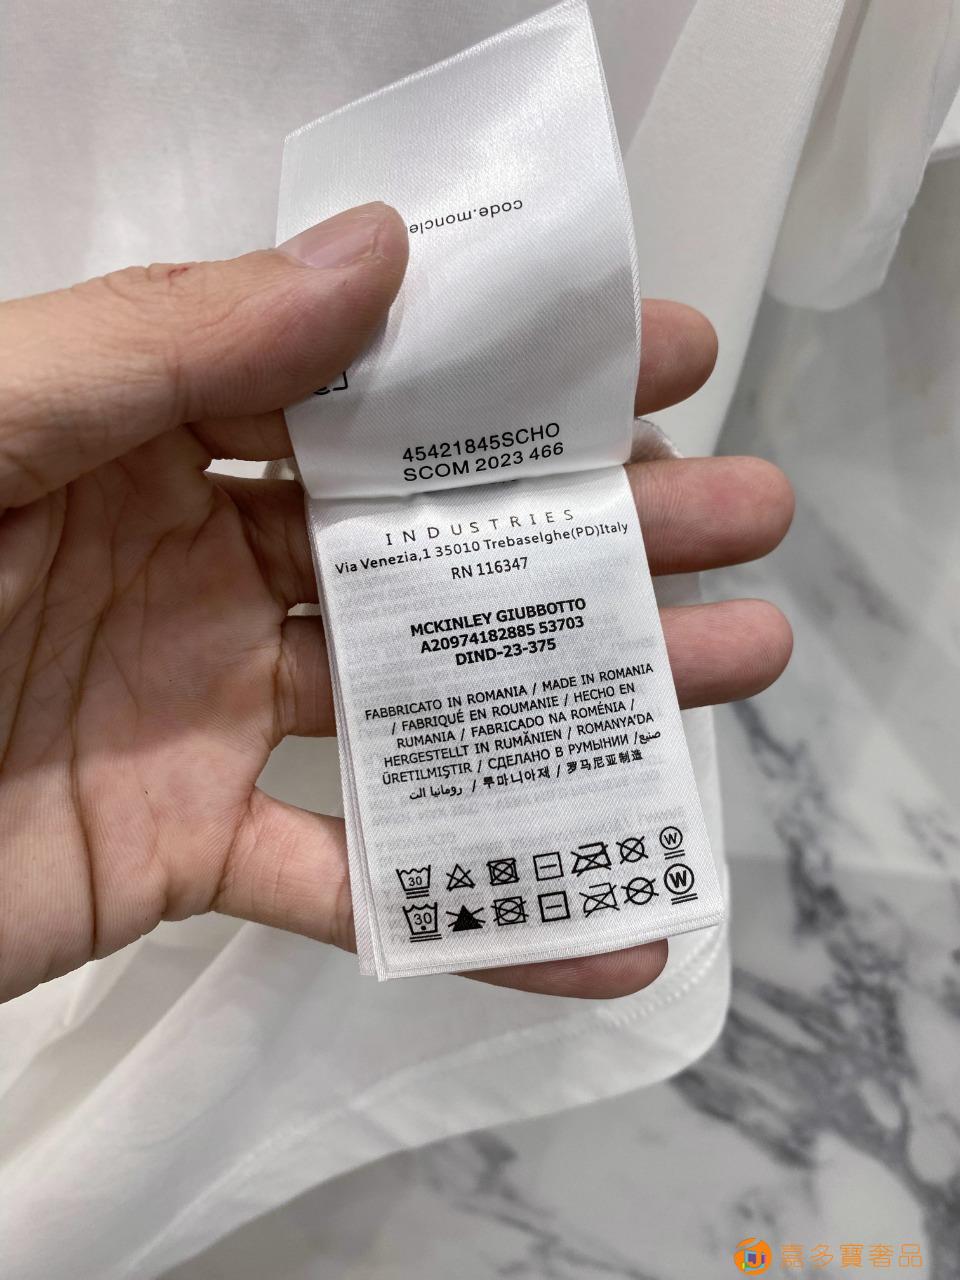 code.moncle
45421845SCHO
SCOM 2023 466
INDUSTRIES
Via Venezia,1 35010 Trebaselghe(PD)Italy
RN 116347
MCKINLEY GIUBBOTTO
A20974182885 53703
DIND-23-375
FABBRICATO IN ROMANIA / MADE IN ROMANIA
/ FABRIQUÉ EN ROUMANIE / HECHO EN
RUMANIA / FABRICADO NA ROMÉNIA /
HERGESTELLT IN RUMÄNIEN / ROMANYA'DA
ÜRETILMIŞTIR / СДЕЛАНО В РУМЫНИИ / صنيع
رومانيا الت / 루마니아제 / 罗马尼亚制造
30
W
30
W
嘉多寶奢品